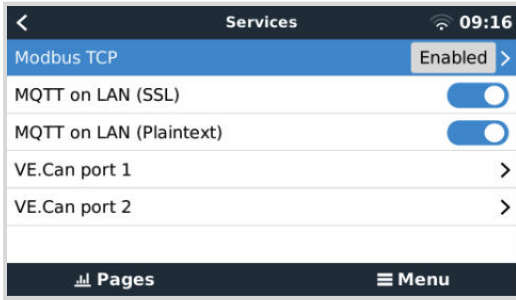 Services 09:16
Modbus TCP Enabled
MQTT on LAN (SSL)
MQTT on LAN (Plaintext)
VE.Can port 1
VE.Can port 2
Pages Menu